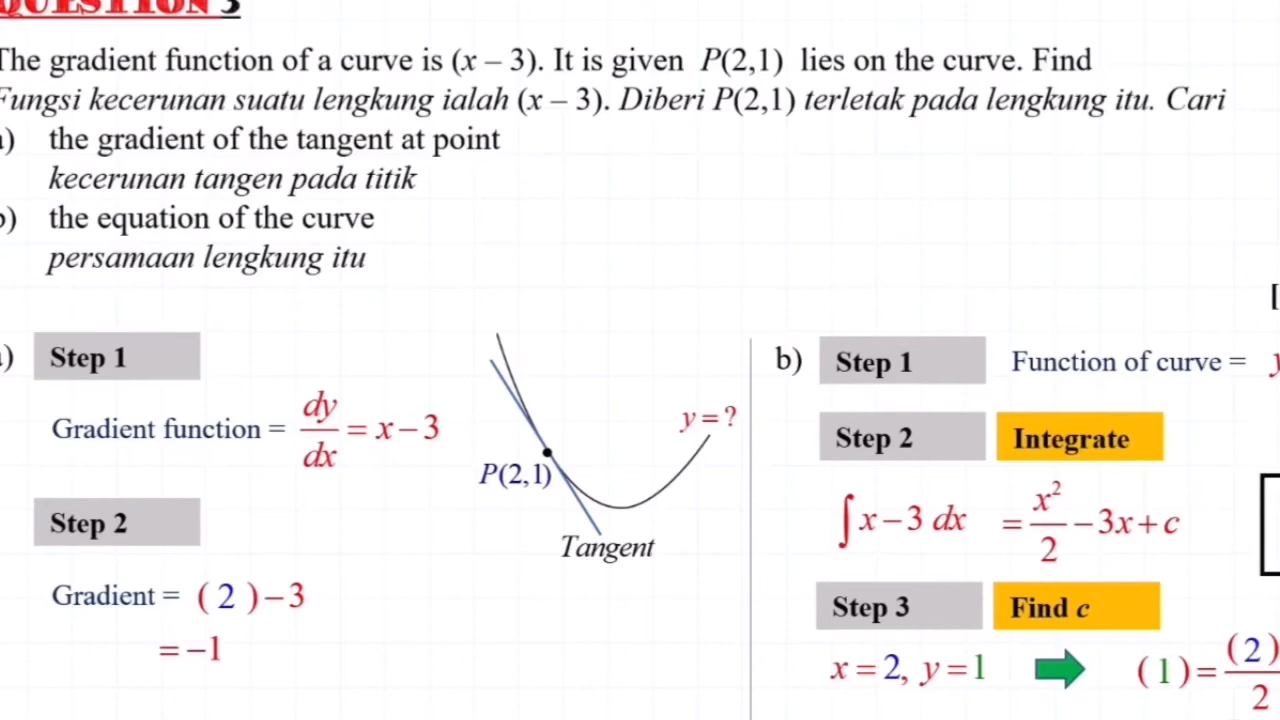 QUESTION 3
The gradient function of a curve is (x – 3). It is given P(2,1) lies on the curve. Find
Fungsi kecerunan suatu lengkung ialah (x – 3). Diberi P(2,1) terletak pada lengkung itu. Cari
) the gradient of the tangent at point
kecerunan tangen pada titik
) the equation of the curve
persamaan lengkung itu
[
) Step 1
Gradient function = dy/dx = x – 3
Step 2
Gradient = ( 2 ) – 3
= –1
y = ?
P(2,1)
Tangent
b) Step 1 Function of curve =
Step 2 Integrate
∫ x – 3 dx = x²/2 – 3x + c
Step 3 Find c
x = 2, y = 1 ( 1 ) = (2)/2